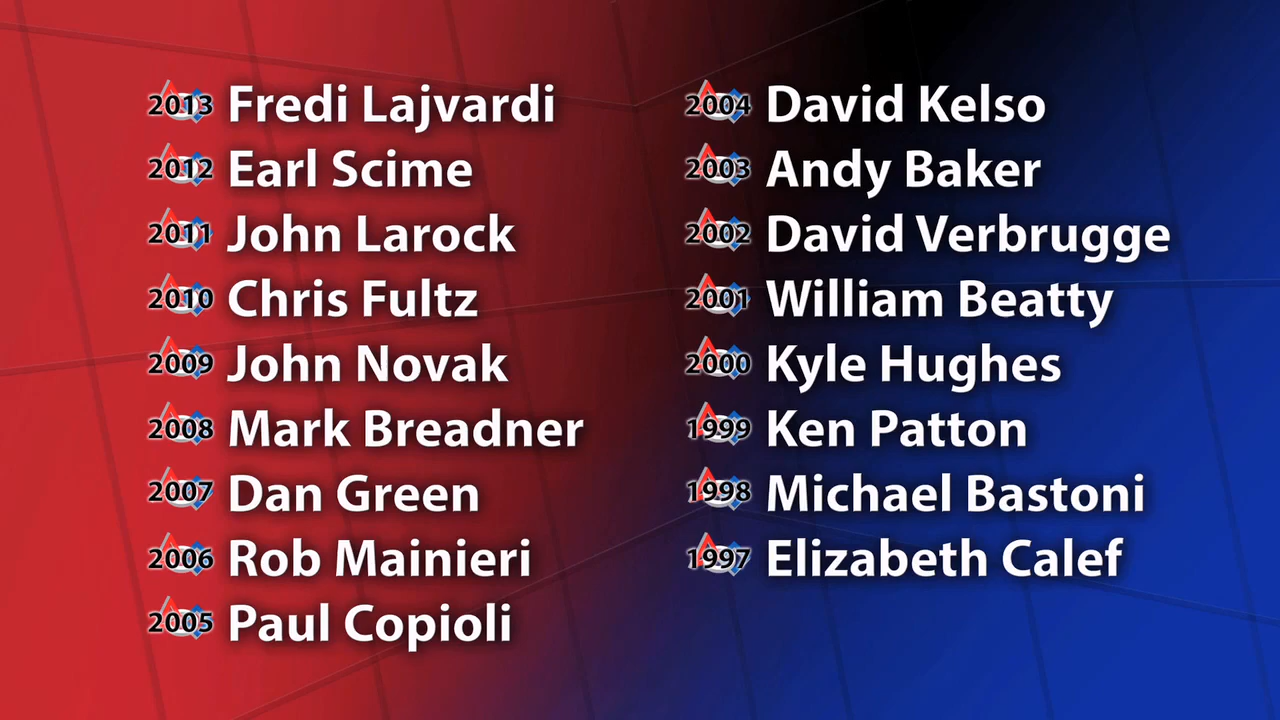 2013 Fredi Lajvardi
2012 Earl Scime
2011 John Larock
2010 Chris Fultz
2009 John Novak
2008 Mark Breadner
2007 Dan Green
2006 Rob Mainieri
2005 Paul Copioli
2004 David Kelso
2003 Andy Baker
2002 David Verbrugge
2001 William Beatty
2000 Kyle Hughes
1999 Ken Patton
1998 Michael Bastoni
1997 Elizabeth Calef